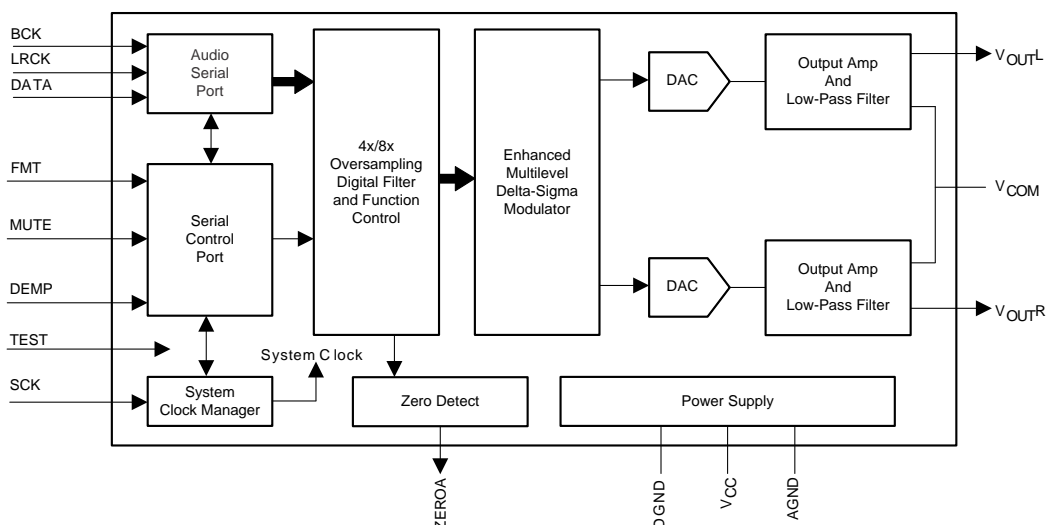 BCK
LRCK
DATA
Audio
Serial
Port
FMT
MUTE
DEMP
Serial
Control
Port
TEST
SCK
System
Clock Manager
System Clock
4x/8x
Oversampling
Digital Filter
and Function
Control
Enhanced
Multilevel
Delta-Sigma
Modulator
DAC
Output Amp
And
Low-Pass Filter
VOUTL
VCOM
DAC
Output Amp
And
Low-Pass Filter
VOUTR
Zero Detect
Power Supply
ZEROA
DGND
VCC
AGND